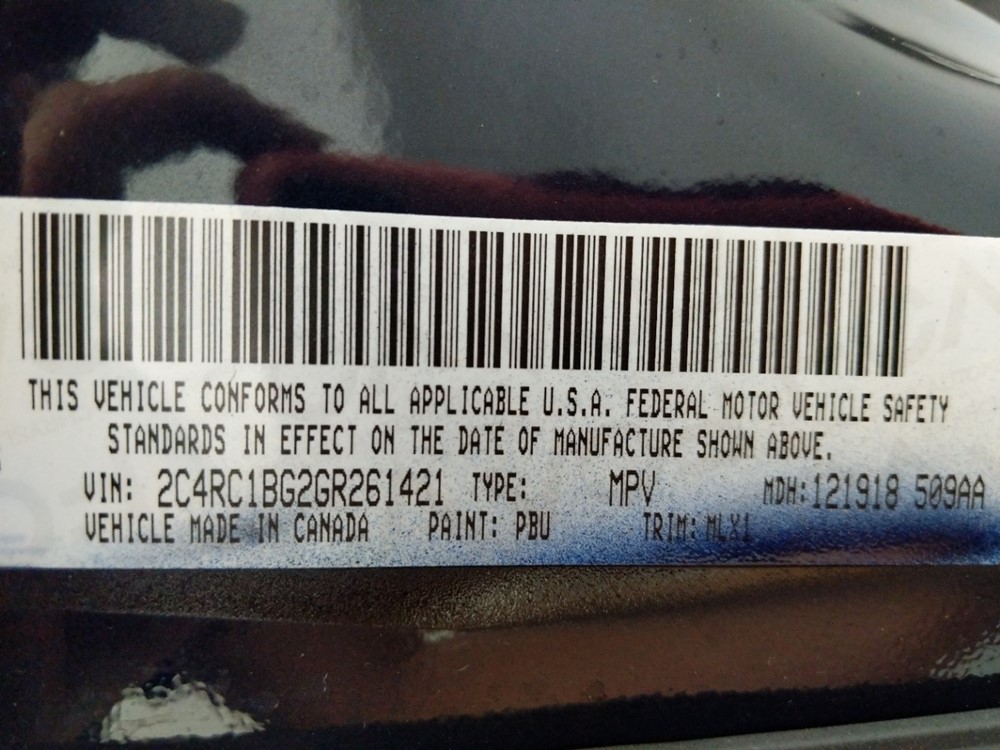 THIS VEHICLE CONFORMS TO ALL APPLICABLE U.S.A. FEDERAL MOTOR VEHICLE SAFETY
STANDARDS IN EFFECT ON THE DATE OF MANUFACTURE SHOWN ABOVE.
VIN: 2C4RC1BG2GR261421 TYPE: MPV MDH: 121918 509AA
VEHICLE MADE IN CANADA PAINT: PBU TRIM: MLX1